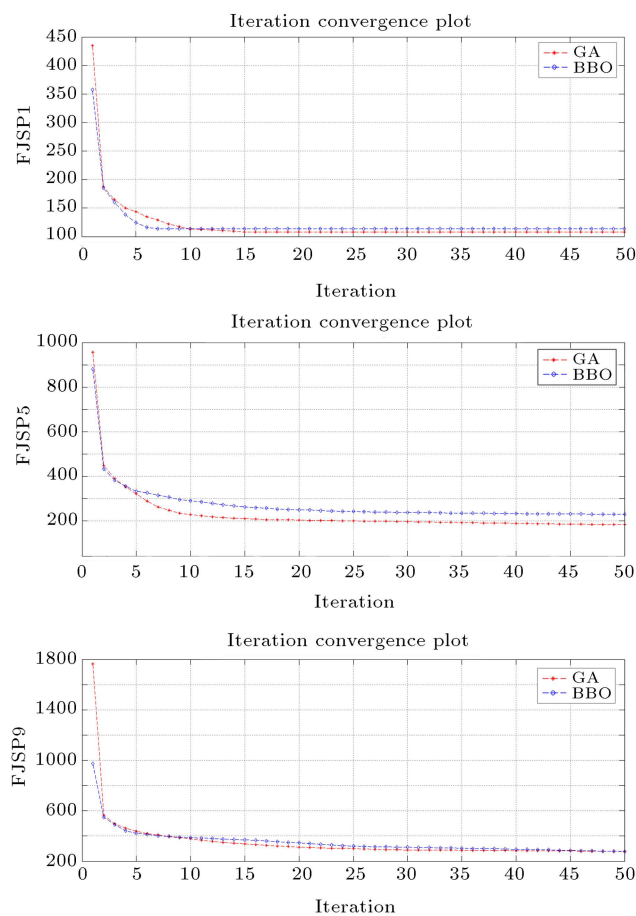 Iteration convergence plot
450
400
350
300
250
200
150
100
FJSP1
GA
BBO
0 5 10 15 20 25 30 35 40 45 50
Iteration
Iteration convergence plot
1000
800
600
400
200
FJSP5
GA
BBO
0 5 10 15 20 25 30 35 40 45 50
Iteration
Iteration convergence plot
1800
1400
1000
600
200
FJSP9
GA
BBO
0 5 10 15 20 25 30 35 40 45 50
Iteration